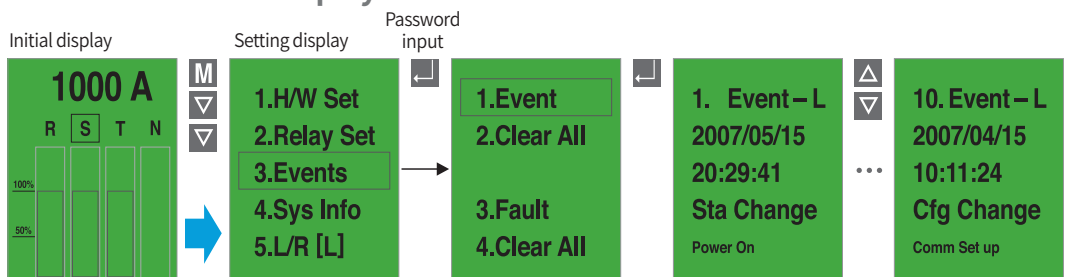 Password
input
Initial display
Setting display
1000 A
R S T N
100%
50%
M
1.H/W Set
2.Relay Set
3.Events
4.Sys Info
5.L/R [L]
1.Event
2.Clear All
3.Fault
4.Clear All
1. Event–L
2007/05/15
20:29:41
Sta Change
Power On
...
10. Event–L
2007/04/15
10:11:24
Cfg Change
Comm Set up